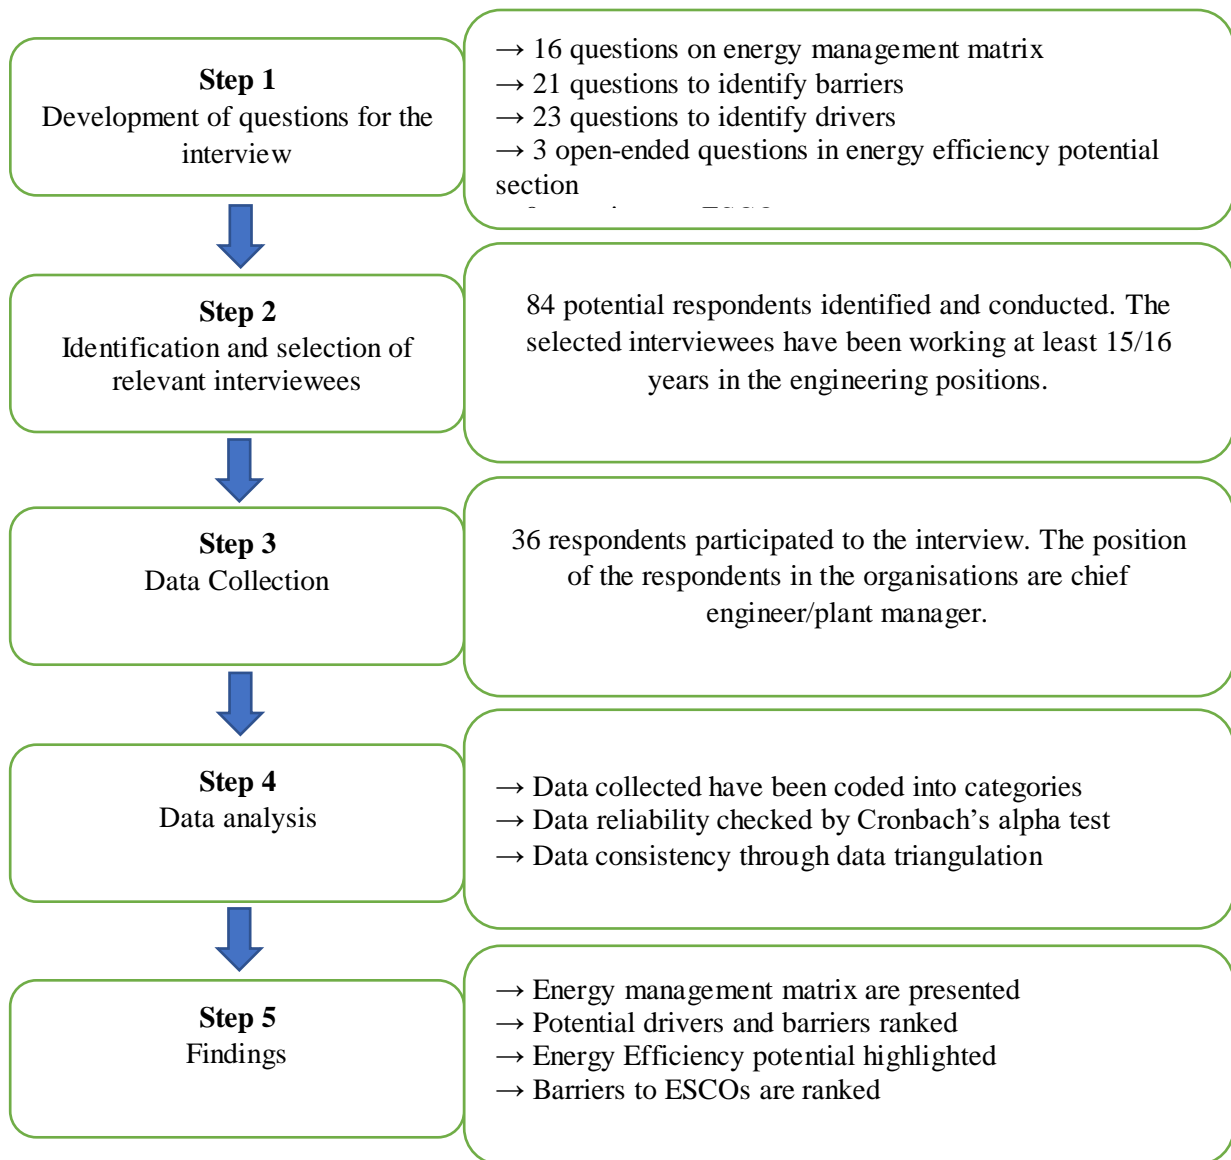 Step 1
Development of questions for the
interview
→ 16 questions on energy management matrix
→ 21 questions to identify barriers
→ 23 questions to identify drivers
→ 3 open-ended questions in energy efficiency potential
section
Step 2
Identification and selection of
relevant interviewees
84 potential respondents identified and conducted. The
selected interviewees have been working at least 15/16
years in the engineering positions.
Step 3
Data Collection
36 respondents participated to the interview. The position
of the respondents in the organisations are chief
engineer/plant manager.
Step 4
Data analysis
→ Data collected have been coded into categories
→ Data reliability checked by Cronbach’s alpha test
→ Data consistency through data triangulation
Step 5
Findings
→ Energy management matrix are presented
→ Potential drivers and barriers ranked
→ Energy Efficiency potential highlighted
→ Barriers to ESCOs are ranked